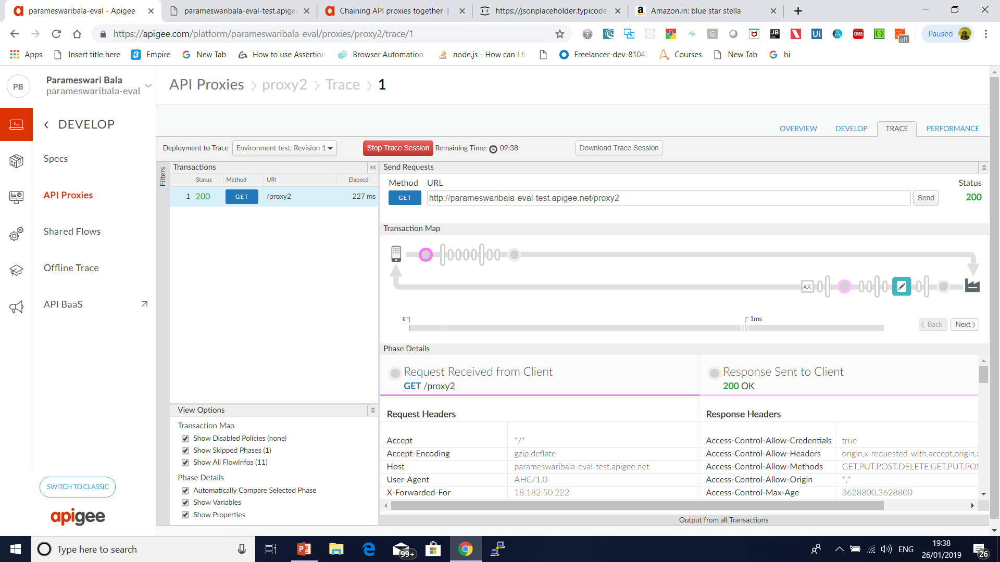 parameswaribala-eval - Apigee
parameswaribala-eval-test.apigee
Chaining API proxies together |
https://jsonplaceholder.typicode.
Amazon.in: blue star stella
https://apigee.com/platform/parameswaribala-eval/proxies/proxy2/trace/1
G
JB
Ui
CORS
off
Paused
Apps
Insert title here
Empire
New Tab
How to use Assertion
Browser Automation
node.js - How can I fi
Freelancer-dev-81048
Courses
New Tab
hi
PB
Parameswari Bala
parameswaribala-eval
API Proxies
proxy2
Trace
1
DEVELOP
Specs
API Proxies
Shared Flows
Offline Trace
API BaaS
SWITCH TO CLASSIC
apigee
OVERVIEW
DEVELOP
TRACE
PERFORMANCE
Deployment to Trace
Environment test, Revision 1
Stop Trace Session
Remaining Time:
09:38
Download Trace Session
Filters
Transactions
Status
Method
URI
Elapsed
1
200
GET
/proxy2
227 ms
Send Requests
Method
URL
Status
GET
http://parameswaribala-eval-test.apigee.net/proxy2
Send
200
Transaction Map
AX
ε
1ms
Back
Next
View Options
Transaction Map
Show Disabled Policies (none)
Show Skipped Phases (1)
Show All FlowInfos (11)
Phase Details
Automatically Compare Selected Phase
Show Variables
Show Properties
Phase Details
Request Received from Client
GET /proxy2
Response Sent to Client
200 OK
Request Headers
Accept */*
Accept-Encoding gzip,deflate
Host parameswaribala-eval-test.apigee.net
User-Agent AHC/1.0
X-Forwarded-For 18.182.50.222
Response Headers
Access-Control-Allow-Credentials true
Access-Control-Allow-Headers origin,x-requested-with,accept,origin,x
Access-Control-Allow-Methods GET,PUT,POST,DELETE,GET,PUT,POS
Access-Control-Allow-Origin *,*
Access-Control-Max-Age 3628800,3628800
Output from all Transactions
Type here to search
99+
ENG
19:38
26/01/2019
26